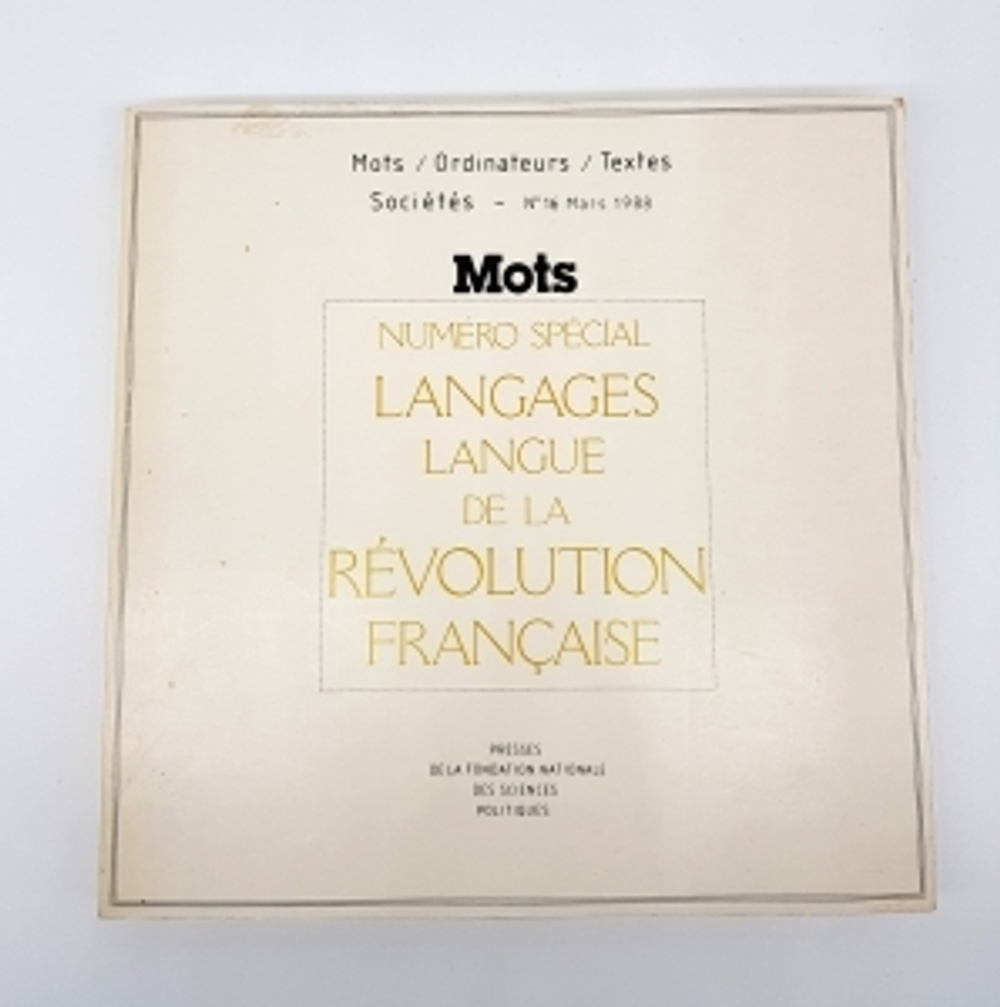 Mots / Ordinateurs / Textes
Sociétés - N°16 Mars 1988
Mots
NUMÉRO SPÉCIAL
LANGAGES
LANGUE
DE LA
RÉVOLUTION
FRANÇAISE
PRESSES
DE LA FONDATION NATIONALE
DES SCIENCES
POLITIQUES